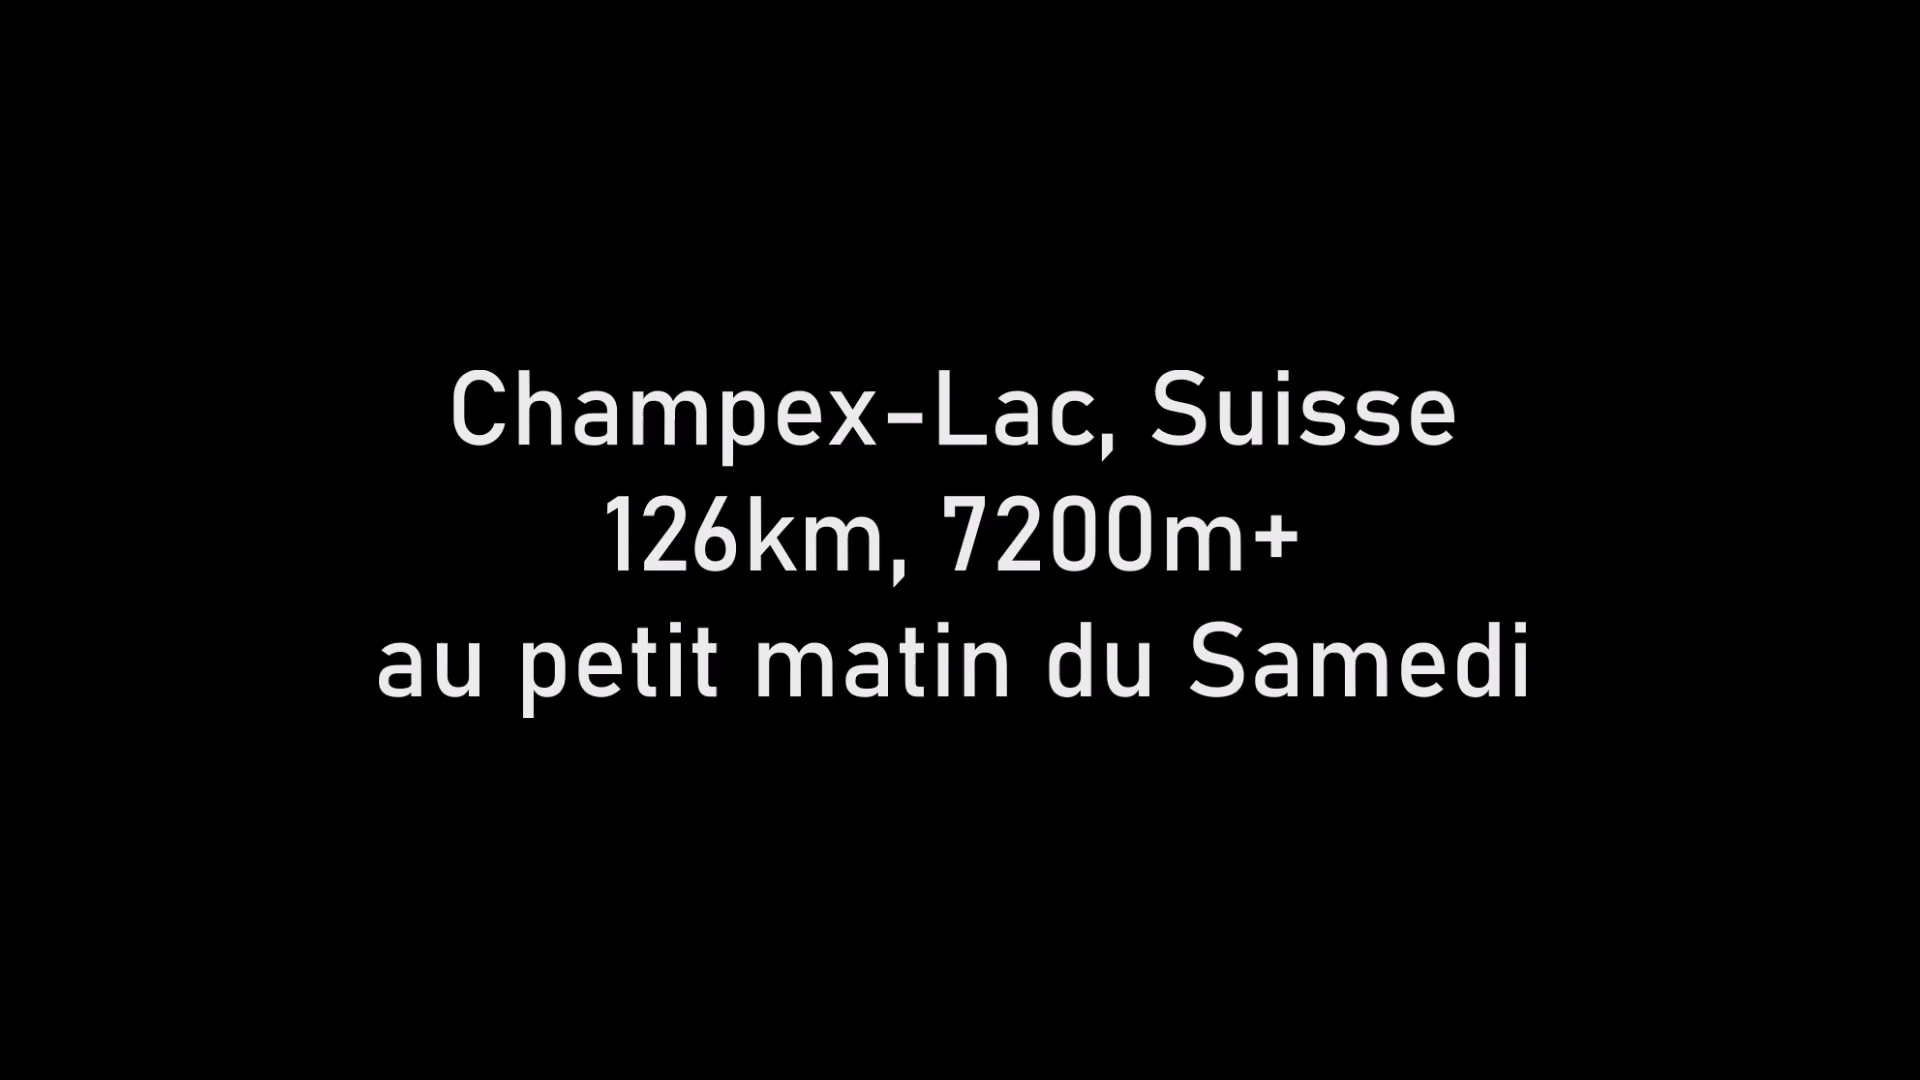 Champex-Lac, Suisse
126km, 7200m+
au petit matin du Samedi